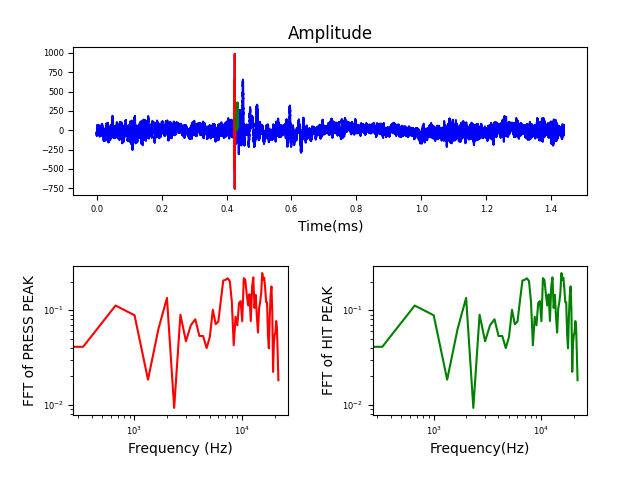 Amplitude
1000
750
500
250
0
−250
−500
−750
0.0 0.2 0.4 0.6 0.8 1.0 1.2 1.4
Time(ms)
FFT of PRESS PEAK
10⁻¹
10⁻²
10³ 10⁴
Frequency (Hz)
FFT of HIT PEAK
10⁻¹
10⁻²
10³ 10⁴
Frequency(Hz)